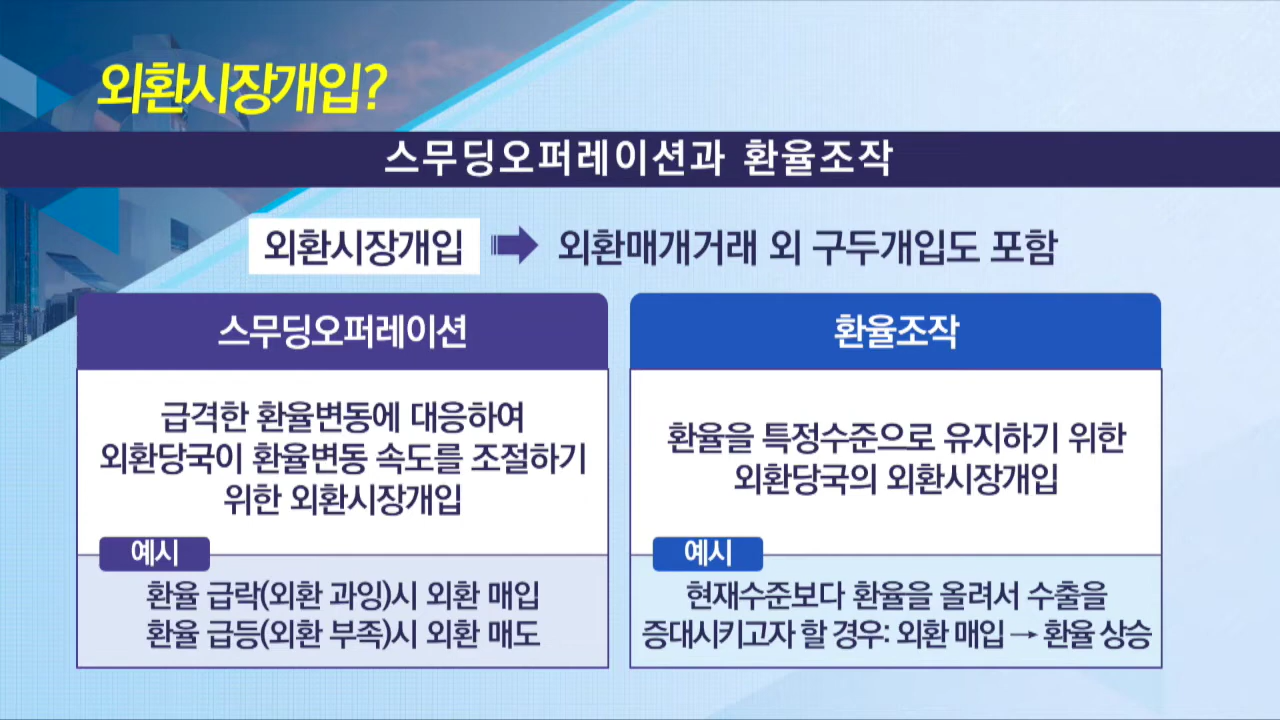 외환시장개입?
스무딩오퍼레이션과 환율조작
외환시장개입 ➡ 외환매개거래 외 구두개입도 포함
스무딩오퍼레이션
급격한 환율변동에 대응하여
외환당국이 환율변동 속도를 조절하기
위한 외환시장개입
예시
환율 급락(외환 과잉)시 외환 매입
환율 급등(외환 부족)시 외환 매도
환율조작
환율을 특정수준으로 유지하기 위한
외환당국의 외환시장개입
예시
현재수준보다 환율을 올려서 수출을
증대시키고자 할 경우: 외환 매입 → 환율 상승